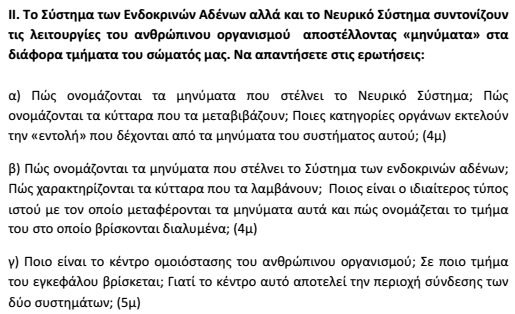 ΙΙ. Το Σύστημα των Ενδοκρινών Αδένων αλλά και το Νευρικό Σύστημα συντονίζουν
τις λειτουργίες του ανθρώπινου οργανισμού αποστέλλοντας «μηνύματα» στα
διάφορα τμήματα του σώματός μας. Να απαντήσετε στις ερωτήσεις:
α) Πώς ονομάζονται τα μηνύματα που στέλνει το Νευρικό Σύστημα; Πώς
ονομάζονται τα κύτταρα που τα μεταβιβάζουν; Ποιες κατηγορίες οργάνων εκτελούν
την «εντολή» που δέχονται από τα μηνύματα του συστήματος αυτού; (4μ)
β) Πώς ονομάζονται τα μηνύματα που στέλνει το Σύστημα των ενδοκρινών αδένων;
Πώς χαρακτηρίζονται τα κύτταρα που τα λαμβάνουν; Ποιος είναι ο ιδιαίτερος τύπος
ιστού με τον οποίο μεταφέρονται τα μηνύματα αυτά και πώς ονομάζεται το τμήμα
του στο οποίο βρίσκονται διαλυμένα; (4μ)
γ) Ποιο είναι το κέντρο ομοιόστασης του ανθρώπινου οργανισμού; Σε ποιο τμήμα
του εγκεφάλου βρίσκεται; Γιατί το κέντρο αυτό αποτελεί την περιοχή σύνδεσης των
δύο συστημάτων; (5μ)